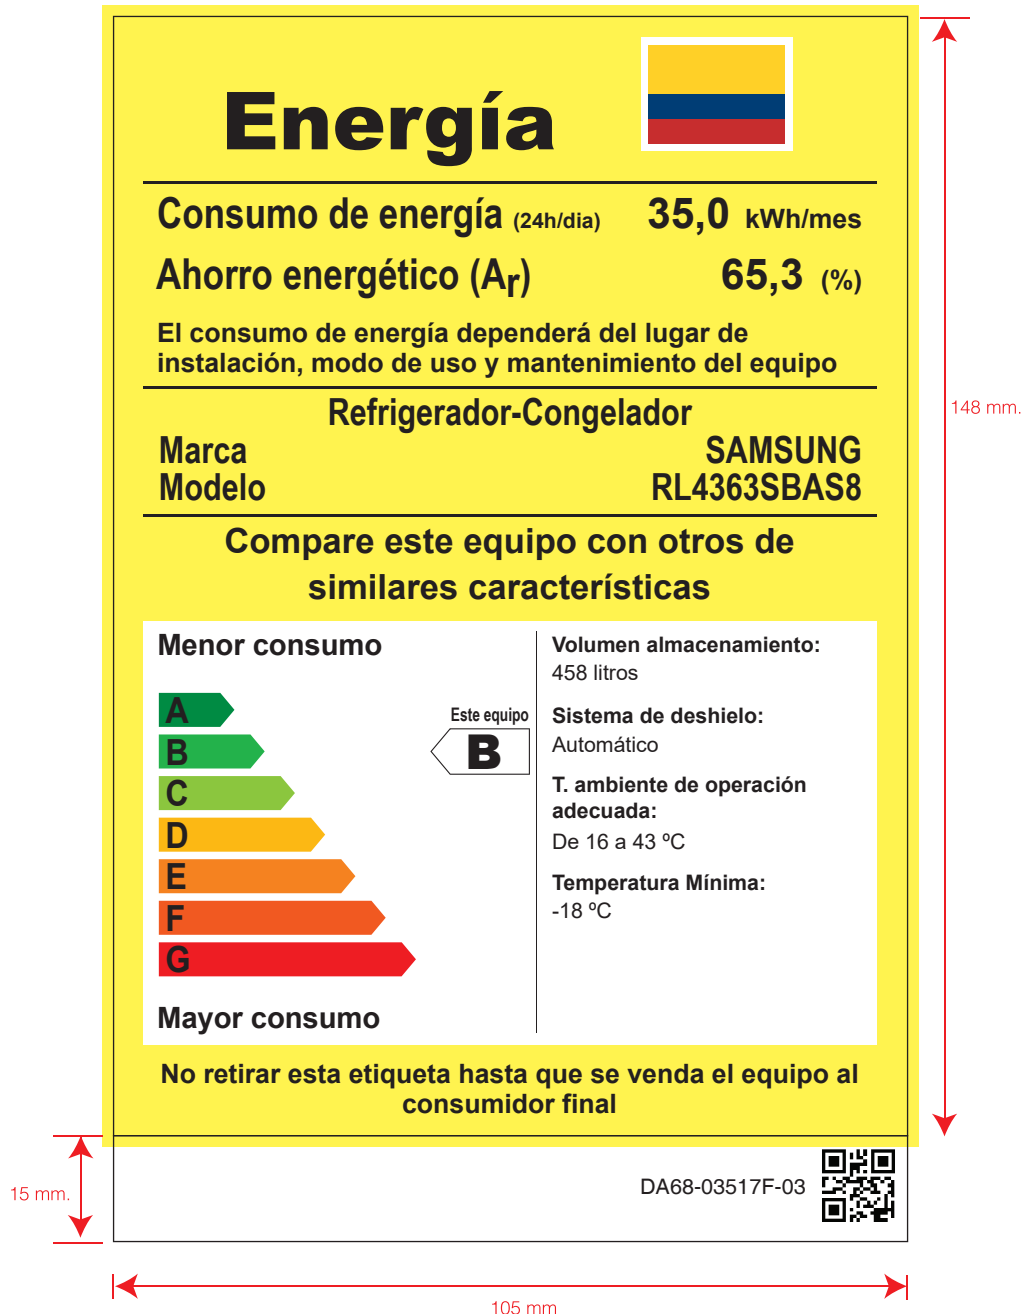 Energía
Consumo de energía (24h/dia) 35,0 kWh/mes
Ahorro energético (Ar) 65,3 (%)
El consumo de energía dependerá del lugar de
instalación, modo de uso y mantenimiento del equipo
Refrigerador-Congelador
Marca SAMSUNG
Modelo RL4363SBAS8
Compare este equipo con otros de
similares características
Menor consumo
A
B
C
D
E
F
G
Mayor consumo
Este equipo
B
Volumen almacenamiento:
458 litros
Sistema de deshielo:
Automático
T. ambiente de operación
adecuada:
De 16 a 43 ºC
Temperatura Mínima:
-18 ºC
No retirar esta etiqueta hasta que se venda el equipo al
consumidor final
DA68-03517F-03
148 mm.
15 mm.
105 mm